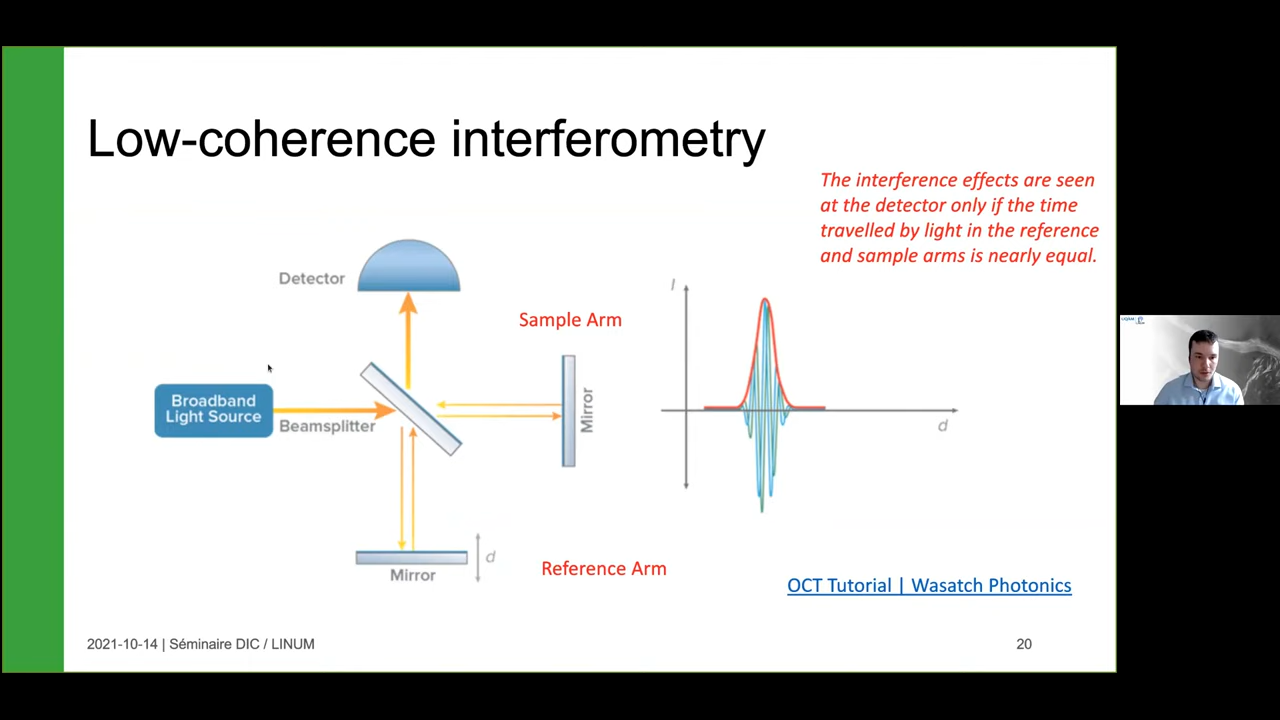 Low-coherence interferometry
The interference effects are seen
at the detector only if the time
travelled by light in the reference
and sample arms is nearly equal.
Detector
Sample Arm
I
Broadband
Light Source
Beamsplitter
Mirror
d
d
Mirror
Reference Arm
OCT Tutorial | Wasatch Photonics
2021-10-14 | Séminaire DIC / LINUM
20
UQÀM